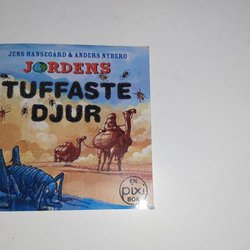 JENS HANSEGÅRD & ANDERS NYBERG
JORDENS
TUFFASTE
DJUR
EN
pixi
BOK